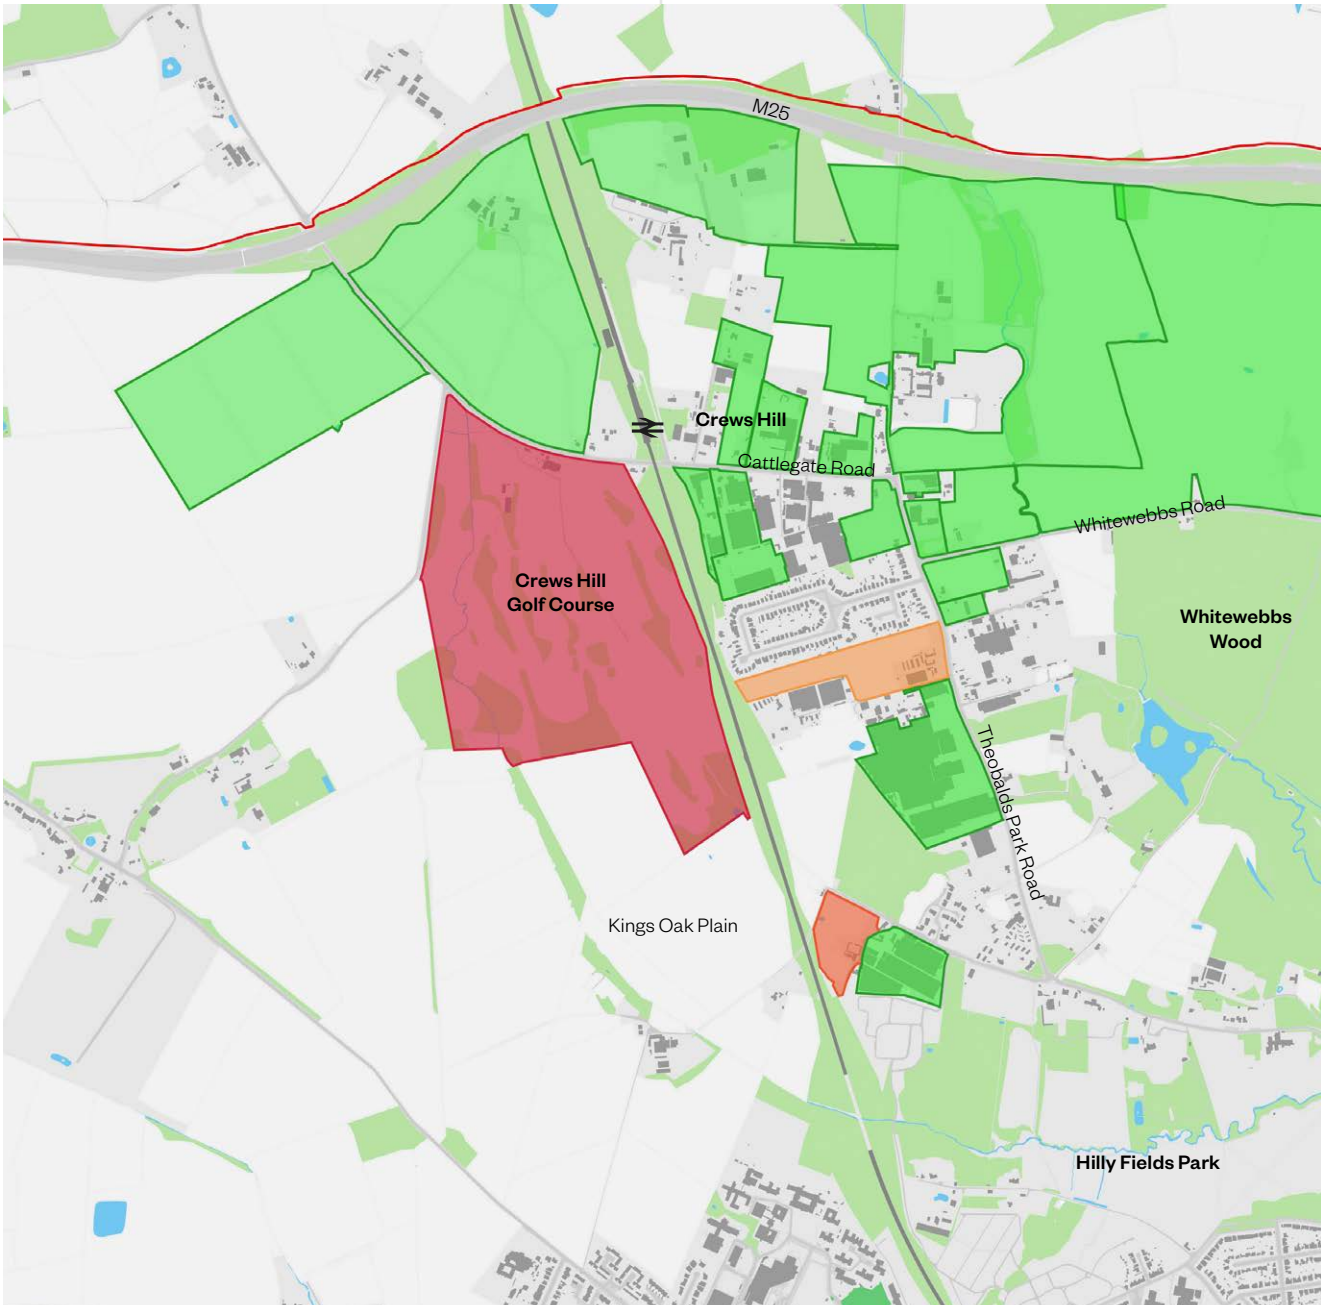 M25
Crews Hill
Cattlegate Road
Whitewebbs Road
Crews Hill
Golf Course
Whitewebbs
Wood
Theobalds Park Road
Kings Oak Plain
Hilly Fields Park